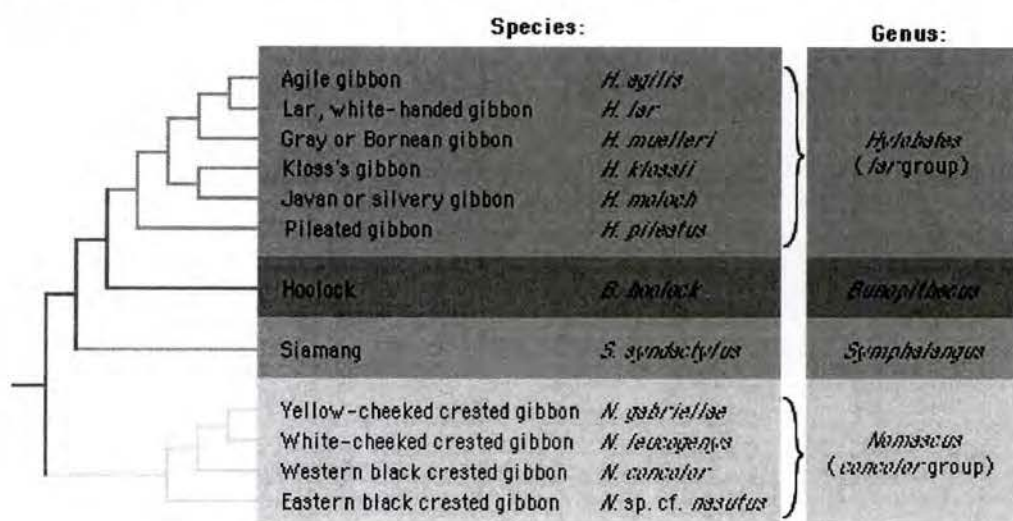 Species: Genus:
Agile gibbon H. agilis
Lar, white-handed gibbon H. lar
Gray or Bornean gibbon H. muelleri
Kloss's gibbon H. klossii
Javan or silvery gibbon H. moloch
Pileated gibbon H. pileatus
Hylobates
(lar group)
Hoolock B. hoolock Bunopithecus
Siamang S. syndactylus Symphalangus
Yellow-cheeked crested gibbon N. gabriellae
White-cheeked crested gibbon N. leucogenys
Western black crested gibbon N. concolor
Eastern black crested gibbon N. sp. cf. nasutus
Nomascus
(concolor group)